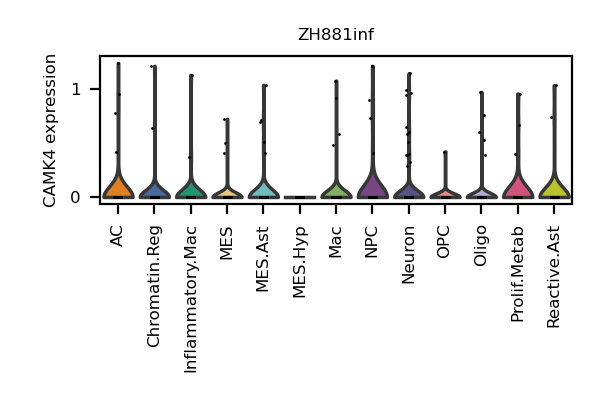 ZH881inf
CAMK4 expression
1
0
AC
Chromatin.Reg
Inflammatory.Mac
MES
MES.Ast
MES.Hyp
Mac
NPC
Neuron
OPC
Oligo
Prolif.Metab
Reactive.Ast